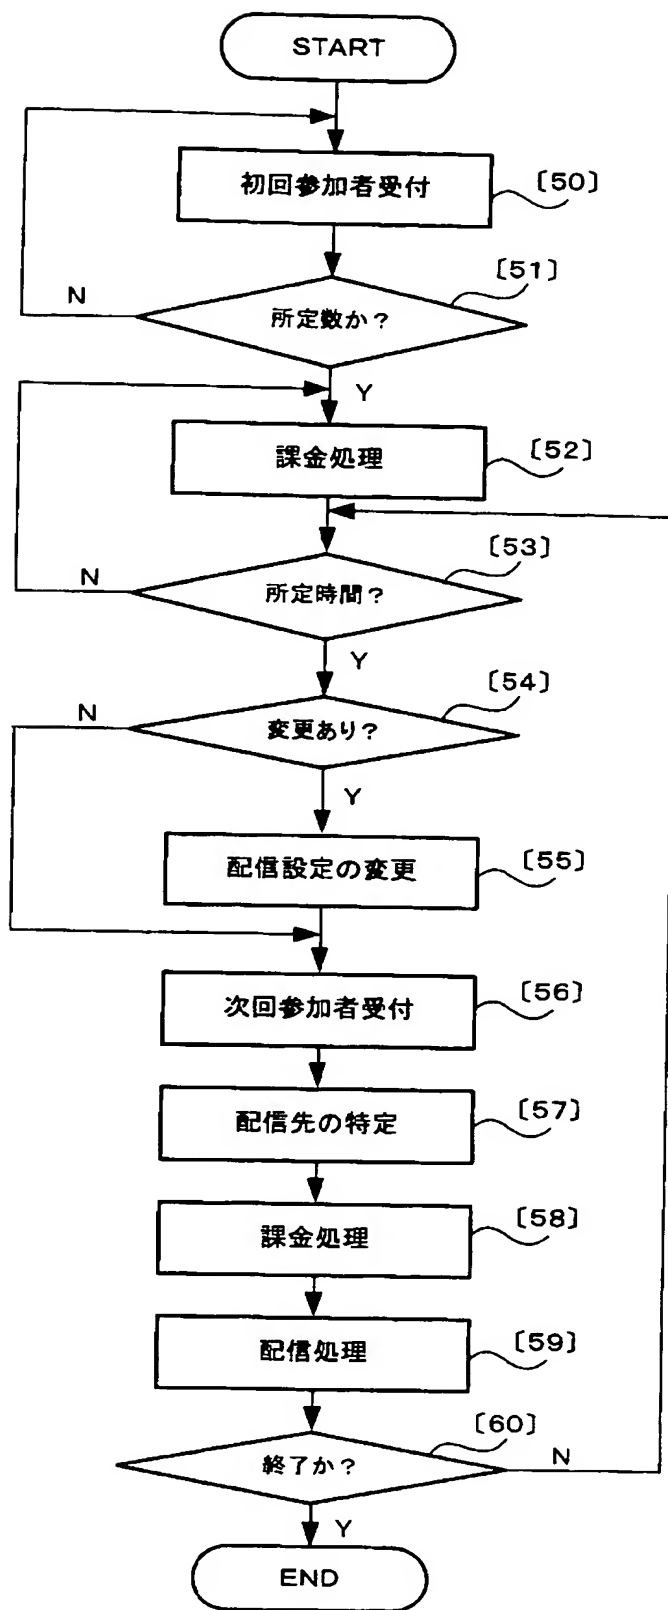 START
初回参加者受付
〔50〕
〔51〕
N
所定数か？
Y
課金処理
〔52〕
〔53〕
N
所定時間？
Y
〔54〕
N
変更あり？
Y
配信設定の変更
〔55〕
次回参加者受付
〔56〕
配信先の特定
〔57〕
課金処理
〔58〕
配信処理
〔59〕
〔60〕
終了か？
N
Y
END